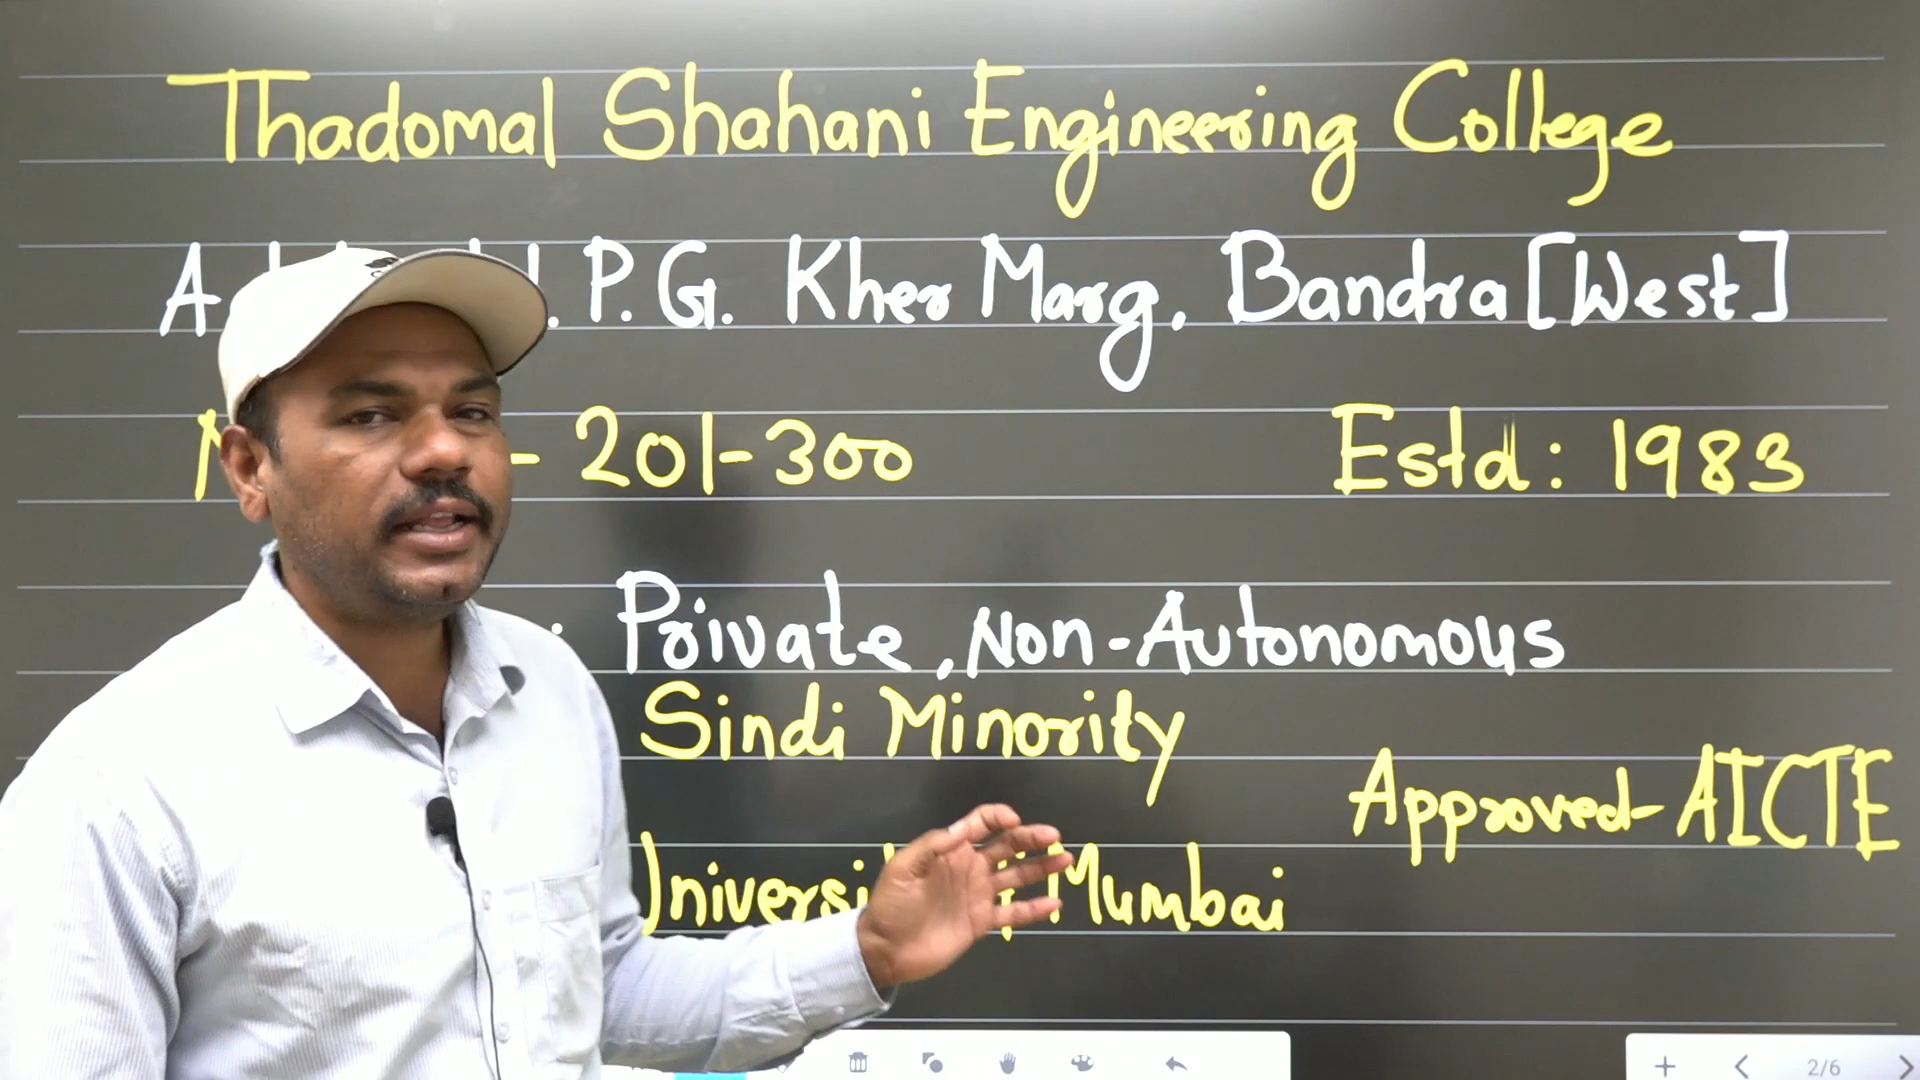 Thadomal Shahani Engineering College
P.G. Kher Marg, Bandra [West]
- 201-300 Estd: 1983
: Private, Non-Autonomous
Sindi Minority
Approved- AICTE
Mumbai
2/6